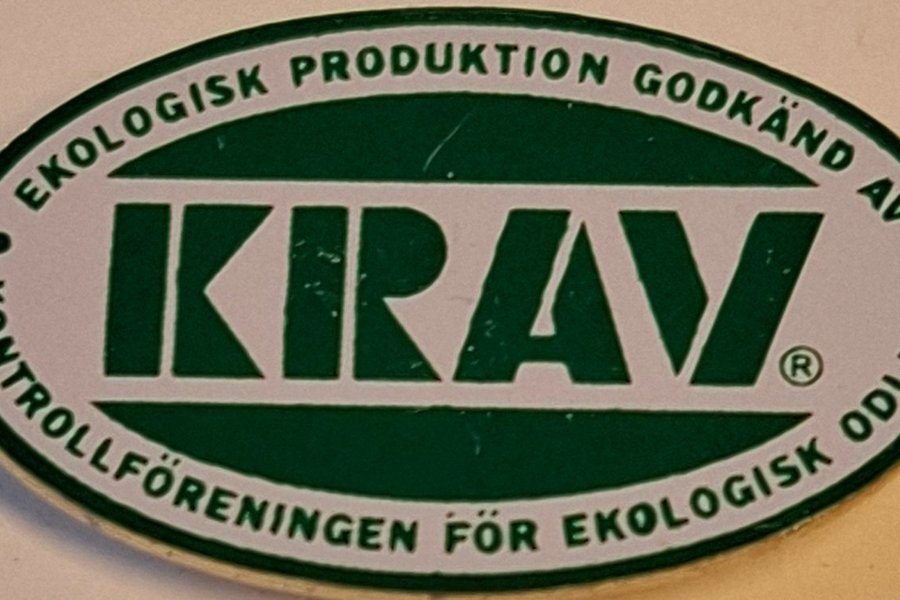 EKOLOGISK PRODUKTION GODKÄND AV
KRAV®
KONTROLLFÖRENINGEN FÖR EKOLOGISK